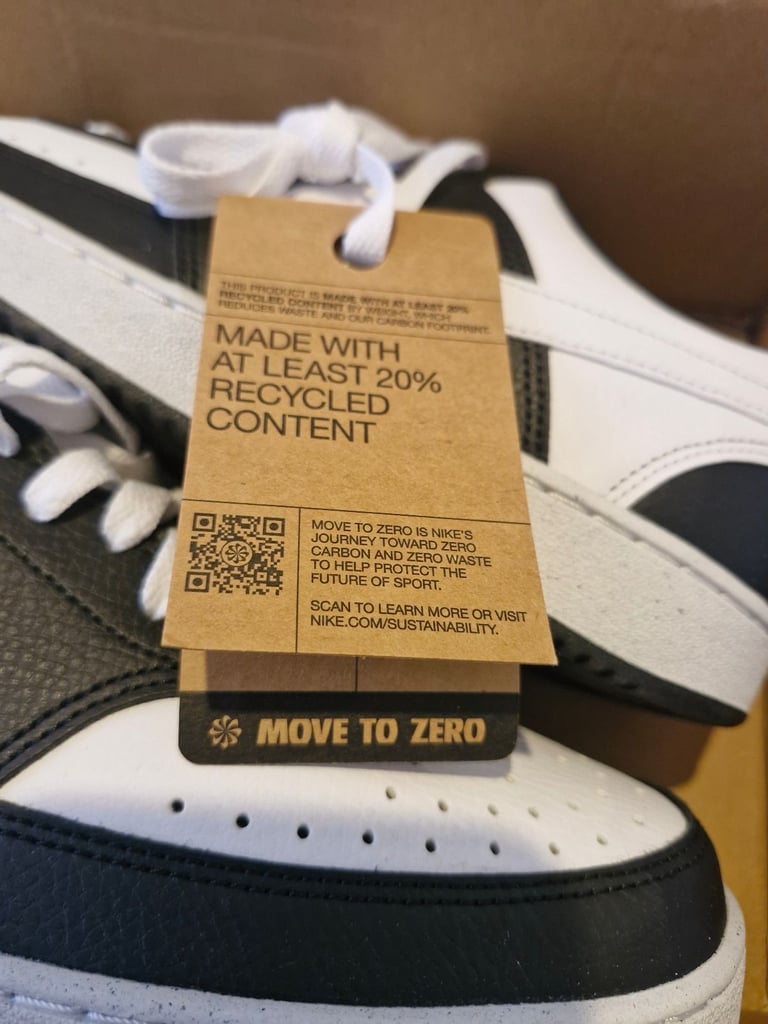 THIS PRODUCT IS MADE WITH AT LEAST 20%
RECYCLED CONTENT BY WEIGHT, WHICH
REDUCES WASTE AND OUR CARBON FOOTPRINT.
MADE WITH
AT LEAST 20%
RECYCLED
CONTENT
MOVE TO ZERO IS NIKE'S
JOURNEY TOWARD ZERO
CARBON AND ZERO WASTE
TO HELP PROTECT THE
FUTURE OF SPORT.
SCAN TO LEARN MORE OR VISIT
NIKE.COM/SUSTAINABILITY.
MOVE TO ZERO